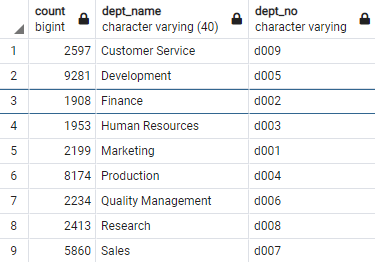 count dept_name dept_no
bigint character varying (40) character varying
1 2597 Customer Service d009
2 9281 Development d005
3 1908 Finance d002
4 1953 Human Resources d003
5 2199 Marketing d001
6 8174 Production d004
7 2234 Quality Management d006
8 2413 Research d008
9 5860 Sales d007